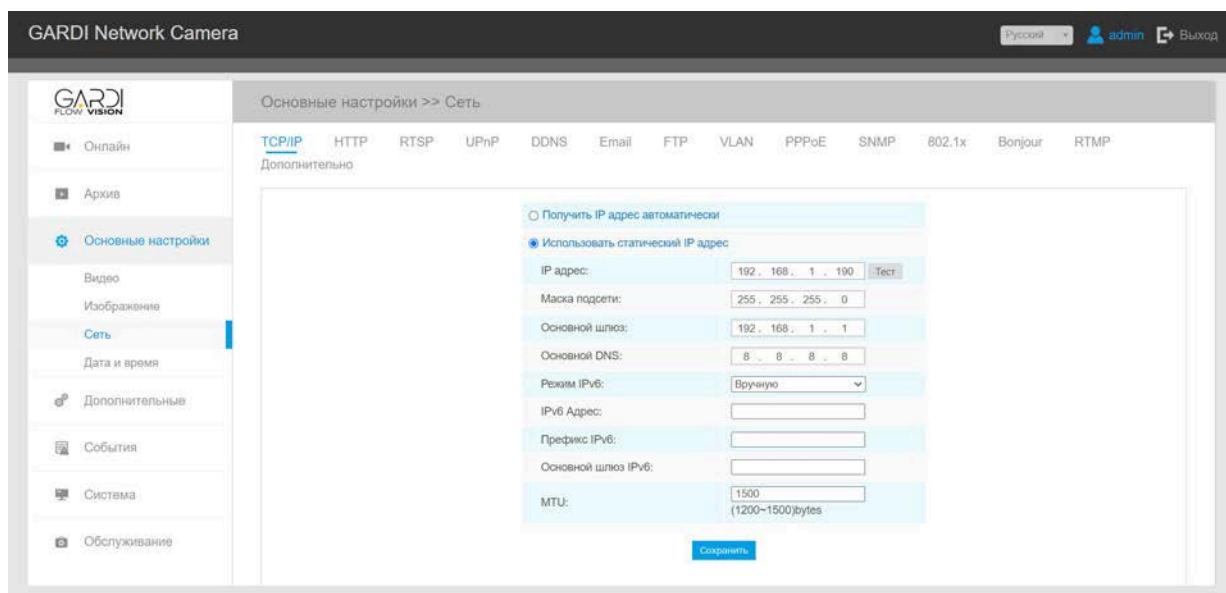 GARDI Network Camera
Русский admin Выход
GARDI
FLOW VISION
Основные настройки >> Сеть
Онлайн
Архив
Основные настройки
Видео
Изображение
Сеть
Дата и время
Дополнительные
События
Система
Обслуживание
TCP/IP HTTP RTSP UPnP DDNS Email FTP VLAN PPPoE SNMP 802.1x Bonjour RTMP
Дополнительно
Получить IP адрес автоматически
Использовать статический IP адрес
IP адрес: 192 . 168 . 1 . 190 Тест
Маска подсети: 255 . 255 . 255 . 0
Основной шлюз: 192 . 168 . 1 . 1
Основной DNS: 8 . 8 . 8 . 8
Режим IPv6: Вручную
IPv6 Адрес:
Префикс IPv6:
Основной шлюз IPv6:
MTU: 1500
(1200~1500)bytes
Сохранить